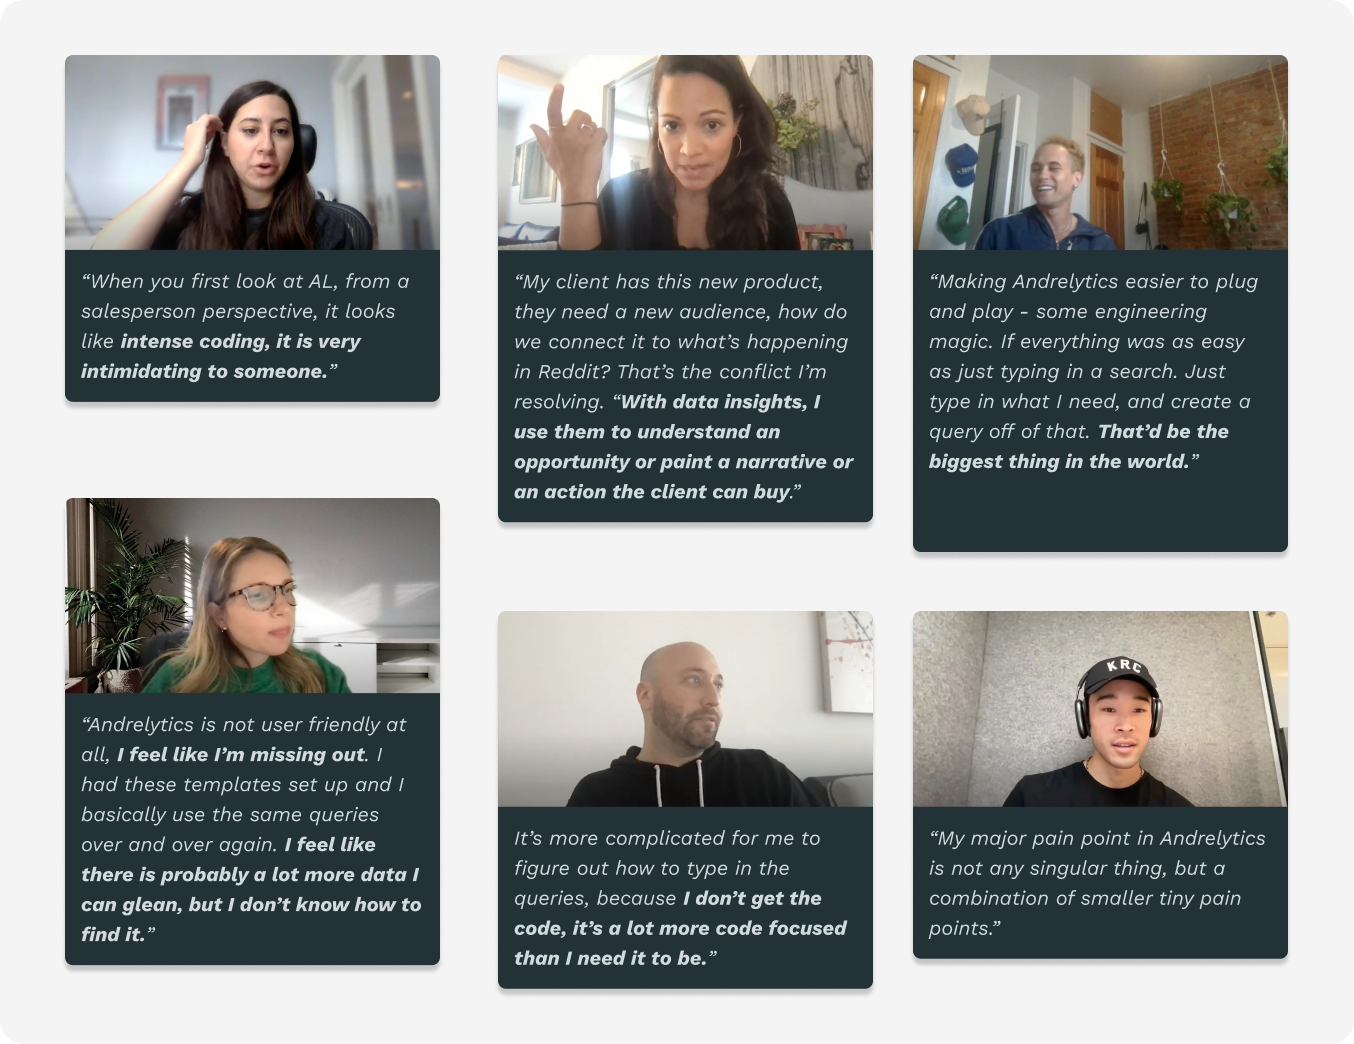 “When you first look at AL, from a
salesperson perspective, it looks
like intense coding, it is very
intimidating to someone.”
“Andrelytics is not user friendly at
all, I feel like I’m missing out. I
had these templates set up and I
basically use the same queries
over and over again. I feel like
there is probably a lot more data I
can glean, but I don’t know how to
find it.”
“My client has this new product,
they need a new audience, how do
we connect it to what’s happening
in Reddit? That’s the conflict I’m
resolving. “With data insights, I
use them to understand an
opportunity or paint a narrative or
an action the client can buy.”
It’s more complicated for me to
figure out how to type in the
queries, because I don’t get the
code, it’s a lot more code focused
than I need it to be.”
“Making Andrelytics easier to plug
and play - some engineering
magic. If everything was as easy
as just typing in a search. Just
type in what I need, and create a
query off of that. That’d be the
biggest thing in the world.”
KRC
“My major pain point in Andrelytics
is not any singular thing, but a
combination of smaller tiny pain
points.”